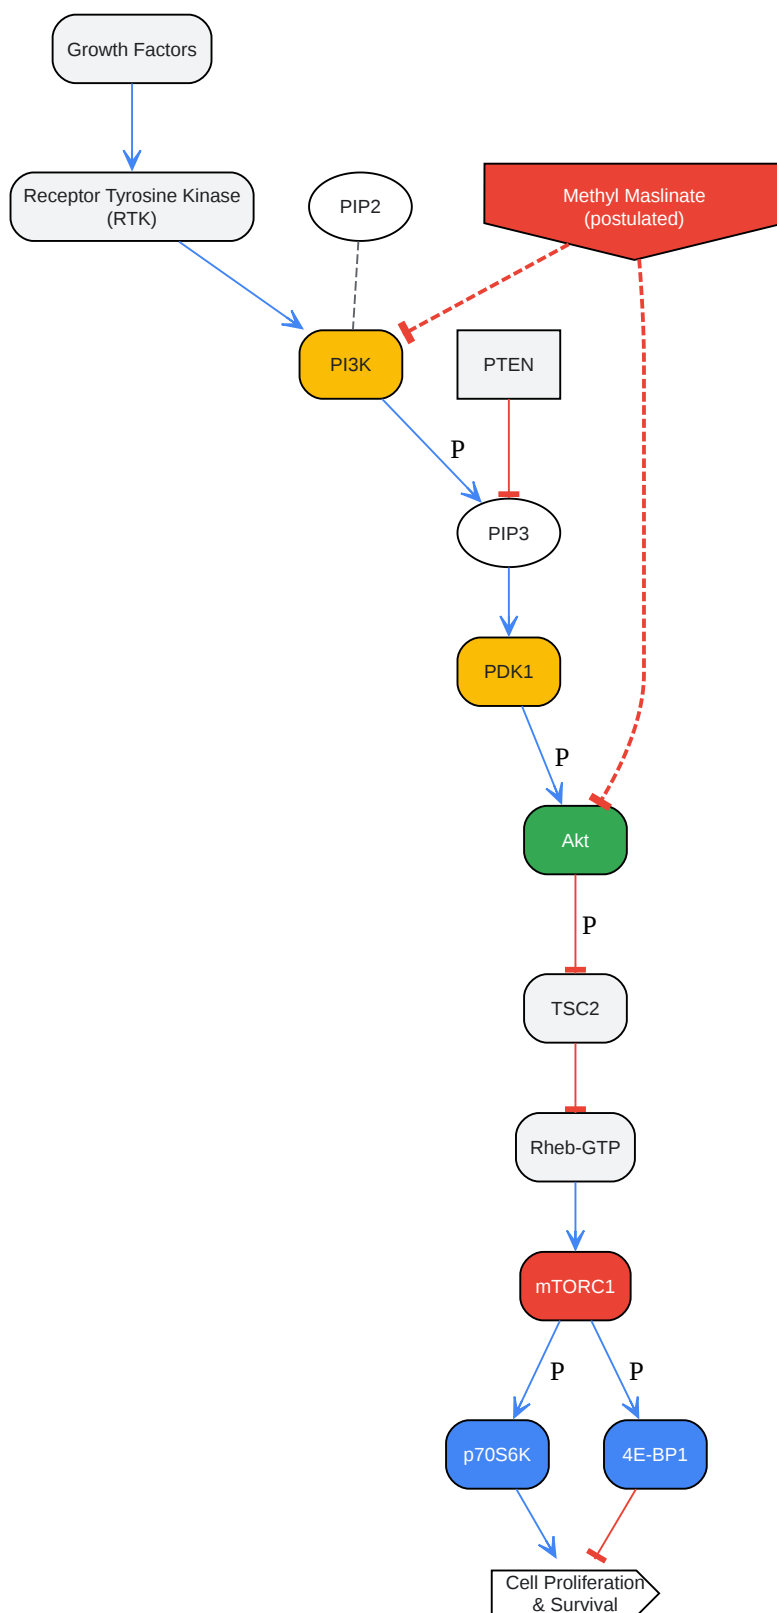 Growth Factors
Receptor Tyrosine Kinase
(RTK)
PIP2
Methyl Maslinate
(postulated)
PI3K
PTEN
P
PIP3
PDK1
P
Akt
P
TSC2
Rheb-GTP
mTORC1
P
P
p70S6K
4E-BP1
Cell Proliferation
& Survival